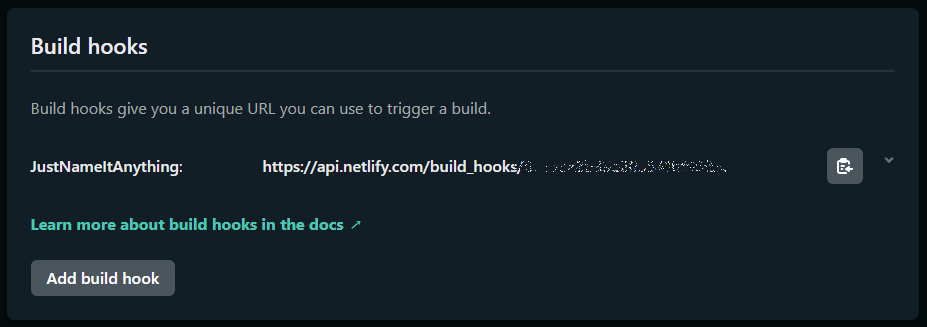 Build hooks
Build hooks give you a unique URL you can use to trigger a build.
JustNameItAnything: https://api.netlify.com/build_hooks/
Learn more about build hooks in the docs ↗
Add build hook